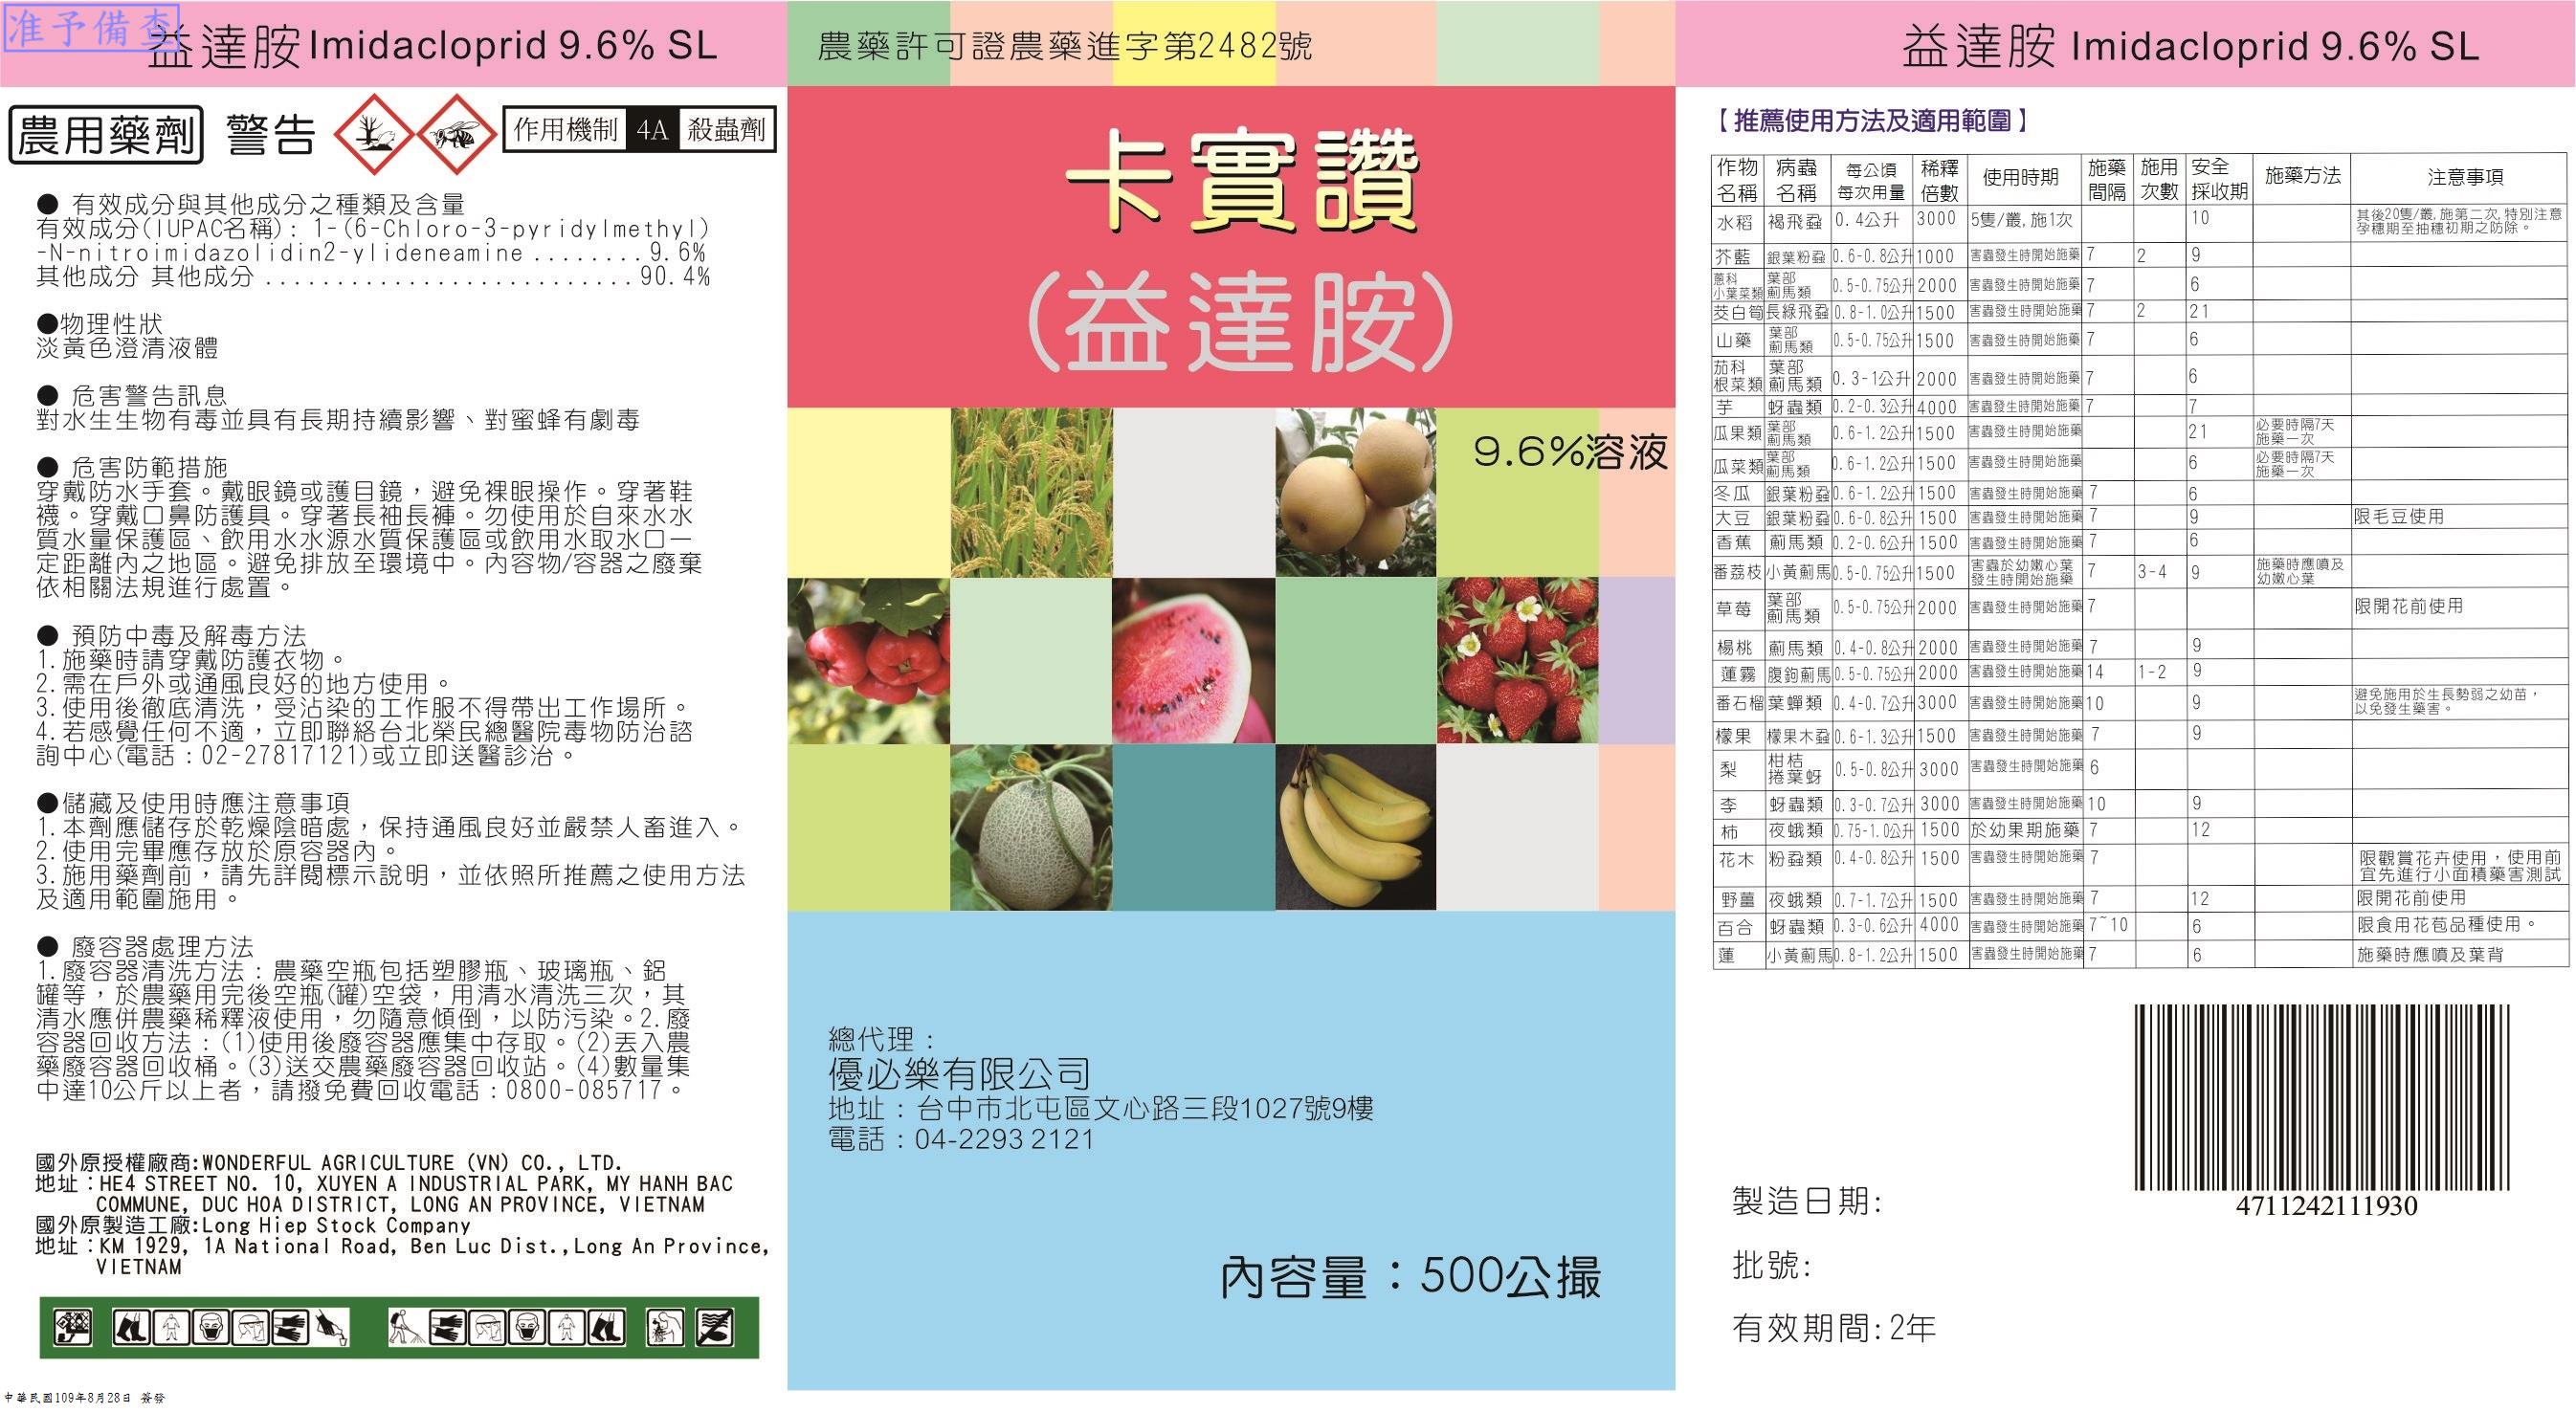 准予備查
益達胺 Imidacloprid 9.6% SL
農用藥劑 警告 作用機制 4A 殺蟲劑
● 有效成分與其他成分之種類及含量
有效成分(IUPAC名稱): 1-(6-Chloro-3-pyridylmethyl)
-N-nitroimidazolidin2-ylideneamine ........9.6%
其他成分 其他成分 ..........................90.4%
●物理性狀
淡黃色澄清液體
● 危害警告訊息
對水生生物有毒並具有長期持續影響、對蜜蜂有劇毒
● 危害防範措施
穿戴防水手套。戴眼鏡或護目鏡，避免裸眼操作。穿著鞋
襪。穿戴口鼻防護具。穿著長袖長褲。勿使用於自來水水
質水量保護區、飲用水水源水質保護區或飲用水取水口一
定距離內之地區。避免排放至環境中。內容物/容器之廢棄
依相關法規進行處置。
● 預防中毒及解毒方法
1.施藥時請穿戴防護衣物。
2.需在戶外或通風良好的地方使用。
3.使用後徹底清洗，受沾染的工作服不得帶出工作場所。
4.若感覺任何不適，立即聯絡台北榮民總醫院毒物防治諮
詢中心(電話：02-27817121)或立即送醫診治。
●儲藏及使用時應注意事項
1.本劑應儲存於乾燥陰暗處，保持通風良好並嚴禁人畜進入。
2.使用完畢應存放於原容器內。
3.施用藥劑前，請先詳閱標示說明，並依照所推薦之使用方法
及適用範圍施用。
● 廢容器處理方法
1.廢容器清洗方法：農藥空瓶包括塑膠瓶、玻璃瓶、鋁
罐等，於農藥用完後空瓶(罐)空袋，用清水清洗三次，其
清水應併農藥稀釋液使用，勿隨意傾倒，以防污染。2.廢
容器回收方法：(1)使用後廢容器應集中存取。(2)丟入農
藥廢容器回收桶。(3)送交農藥廢容器回收站。(4)數量集
中達10公斤以上者，請撥免費回收電話：0800-085717。
國外原授權廠商:WONDERFUL AGRICULTURE (VN) CO., LTD.
地址：HE4 STREET NO. 10, XUYEN A INDUSTRIAL PARK, MY HANH BAC
COMMUNE, DUC HOA DISTRICT, LONG AN PROVINCE, VIETNAM
國外原製造工廠:Long Hiep Stock Company
地址：KM 1929, 1A National Road, Ben Luc Dist.,Long An Province,
VIETNAM
中華民國109年8月28日 簽發
農藥許可證農藥進字第2482號
卡實讚
(益達胺)
9.6%溶液
總代理：
優必樂有限公司
地址：台中市北屯區文心路三段1027號9樓
電話：04-2293 2121
內容量：500公撮
益達胺 Imidacloprid 9.6% SL
【推薦使用方法及適用範圍】
作物名稱 病蟲名稱 每公頃每次用量 稀釋倍數 使用時期 施藥間隔 施用次數 安全採收期 施藥方法 注意事項
水稻 褐飛蝨 0.4公升 3000 5隻/叢,施1次 10 其後20隻/叢,施第二次,特別注意孕穗期至抽穗初期之防除。
芥藍 銀葉粉蝨 0.6-0.8公升 1000 害蟲發生時開始施藥 7 2 9
蔥科小葉菜類 葉部薊馬類 0.5-0.75公升 2000 害蟲發生時開始施藥 7 6
茭白筍 長綠飛蝨 0.8-1.0公升 1500 害蟲發生時開始施藥 7 2 21
山藥 葉部薊馬類 0.5-0.75公升 1500 害蟲發生時開始施藥 7 6
茄科根菜類 葉部薊馬類 0.3-1公升 2000 害蟲發生時開始施藥 7 6
芋 蚜蟲類 0.2-0.3公升 4000 害蟲發生時開始施藥 7 7
瓜果類 葉部薊馬類 0.6-1.2公升 1500 害蟲發生時開始施藥 21 必要時隔7天施藥一次
瓜菜類 葉部薊馬類 0.6-1.2公升 1500 害蟲發生時開始施藥 6 必要時隔7天施藥一次
冬瓜 銀葉粉蝨 0.6-1.2公升 1500 害蟲發生時開始施藥 7 6
大豆 銀葉粉蝨 0.6-0.8公升 1500 害蟲發生時開始施藥 7 9 限毛豆使用
香蕉 薊馬類 0.2-0.6公升 1500 害蟲發生時開始施藥 7 6
番荔枝 小黃薊馬 0.5-0.75公升 1500 害蟲於幼嫩心葉發生時開始施藥 7 3-4 9 施藥時應噴及幼嫩心葉
草莓 葉部薊馬類 0.5-0.75公升 2000 害蟲發生時開始施藥 7 限開花前使用
楊桃 薊馬類 0.4-0.8公升 2000 害蟲發生時開始施藥 7 9
蓮霧 腹鉤薊馬 0.5-0.75公升 2000 害蟲發生時開始施藥 14 1-2 9
番石榴 葉蟬類 0.4-0.7公升 3000 害蟲發生時開始施藥 10 9 避免施用於生長勢弱之幼苗，以免發生藥害。
檬果 檬果木蝨 0.6-1.3公升 1500 害蟲發生時開始施藥 7 9
梨 柑桔捲葉蚜 0.5-0.8公升 3000 害蟲發生時開始施藥 6
李 蚜蟲類 0.3-0.7公升 3000 害蟲發生時開始施藥 10 9
柿 夜蛾類 0.75-1.0公升 1500 於幼果期施藥 7 12
花木 粉蝨類 0.4-0.8公升 1500 害蟲發生時開始施藥 7 限觀賞花卉使用，使用前宜先進行小面積藥害測試
野薑 夜蛾類 0.7-1.7公升 1500 害蟲發生時開始施藥 7 12 限開花前使用
百合 蚜蟲類 0.3-0.6公升 4000 害蟲發生時開始施藥 7~10 6 限食用花苞品種使用。
蓮 小黃薊馬 0.8-1.2公升 1500 害蟲發生時開始施藥 7 6 施藥時應噴及葉背
4711242111930
製造日期:
批號:
有效期間:2年